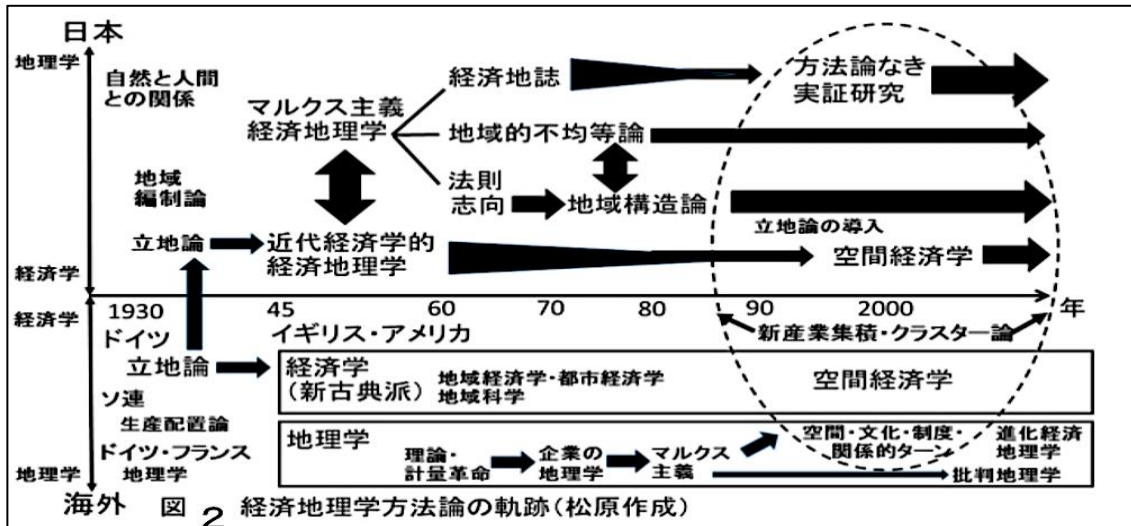 日本
地理学
自然と人間
との関係
マルクス主義
経済地理学
経済地誌
方法論なき
実証研究
地域的不均等論
地域
編制論
法則
志向
地域構造論
立地論の導入
立地論
近代経済学的
経済地理学
空間経済学
経済学
経済学
1930 45 60 70 80 90 2000 年
ドイツ
イギリス・アメリカ
新産業集積・クラスター論
立地論
経済学
(新古典派)
地域経済学・都市経済学
地域科学
空間経済学
ソ連
生産配置論
ドイツ・フランス
地理学
地理学
地理学
理論・
計量革命
企業の
地理学
マルクス
主義
空間・文化・制度・
関係的ターン
進化経済
地理学
批判地理学
海外
図 2 経済地理学方法論の軌跡(松原作成)